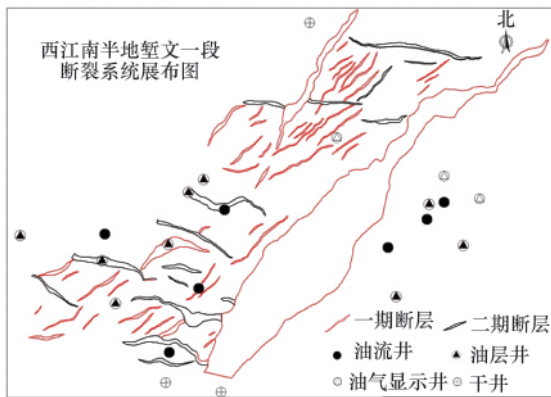 西江南半地堑文一段
断裂系统展布图
北
一期断层 二期断层
油流井 油层井
油气显示井 干井